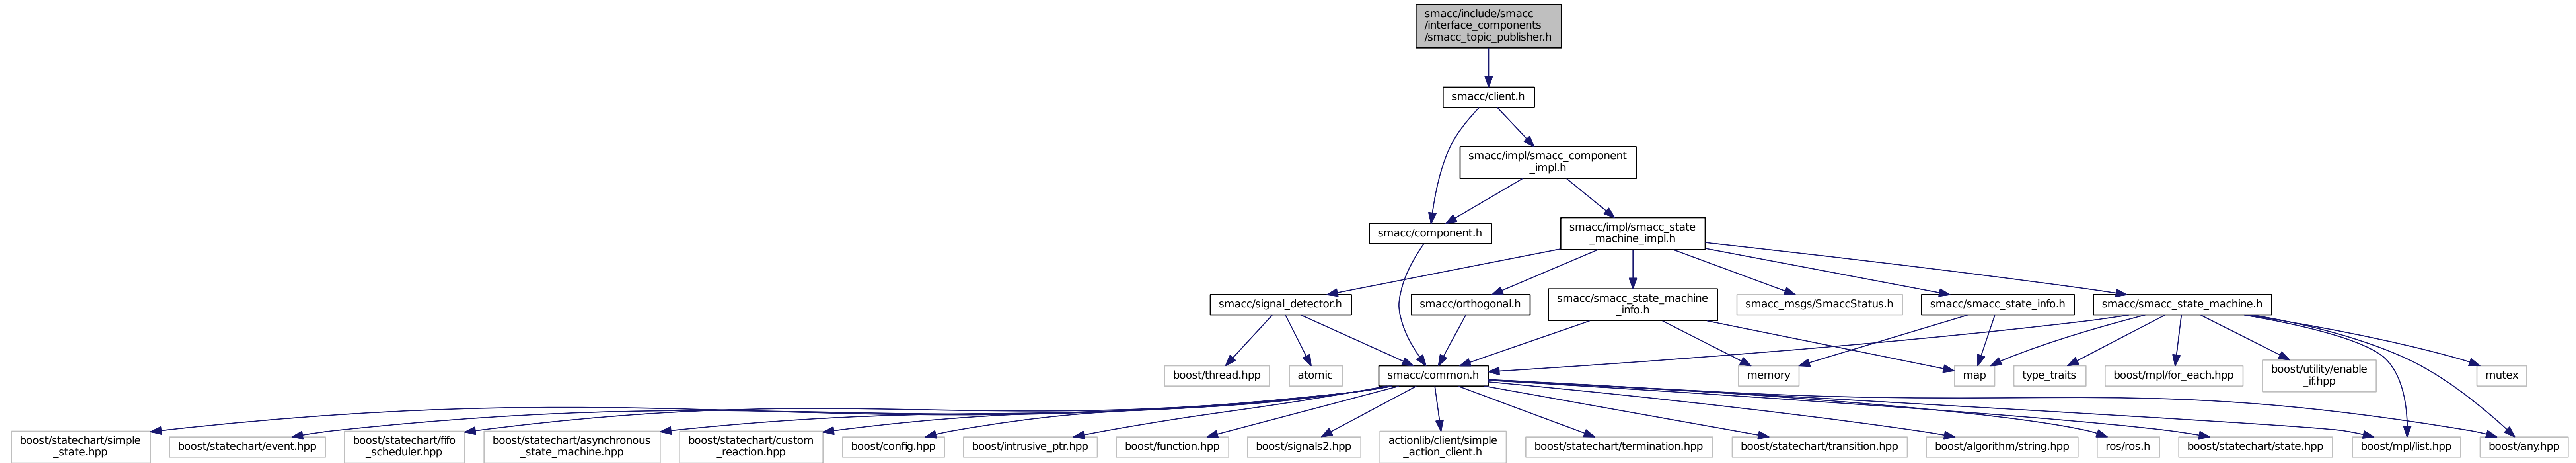 smacc/include/smacc
/interface_components
/smacc_topic_publisher.h
smacc/client.h
smacc/impl/smacc_component
_impl.h
smacc/component.h
smacc/impl/smacc_state
_machine_impl.h
smacc/signal_detector.h
smacc/orthogonal.h
smacc/smacc_state_machine
_info.h
smacc_msgs/SmaccStatus.h
smacc/smacc_state_info.h
smacc/smacc_state_machine.h
boost/thread.hpp
atomic
smacc/common.h
memory
map
type_traits
boost/mpl/for_each.hpp
boost/utility/enable
_if.hpp
mutex
boost/statechart/simple
_state.hpp
boost/statechart/event.hpp
boost/statechart/fifo
_scheduler.hpp
boost/statechart/asynchronous
_state_machine.hpp
boost/statechart/custom
_reaction.hpp
boost/config.hpp
boost/intrusive_ptr.hpp
boost/function.hpp
boost/signals2.hpp
actionlib/client/simple
_action_client.h
boost/statechart/termination.hpp
boost/statechart/transition.hpp
boost/algorithm/string.hpp
ros/ros.h
boost/statechart/state.hpp
boost/mpl/list.hpp
boost/any.hpp